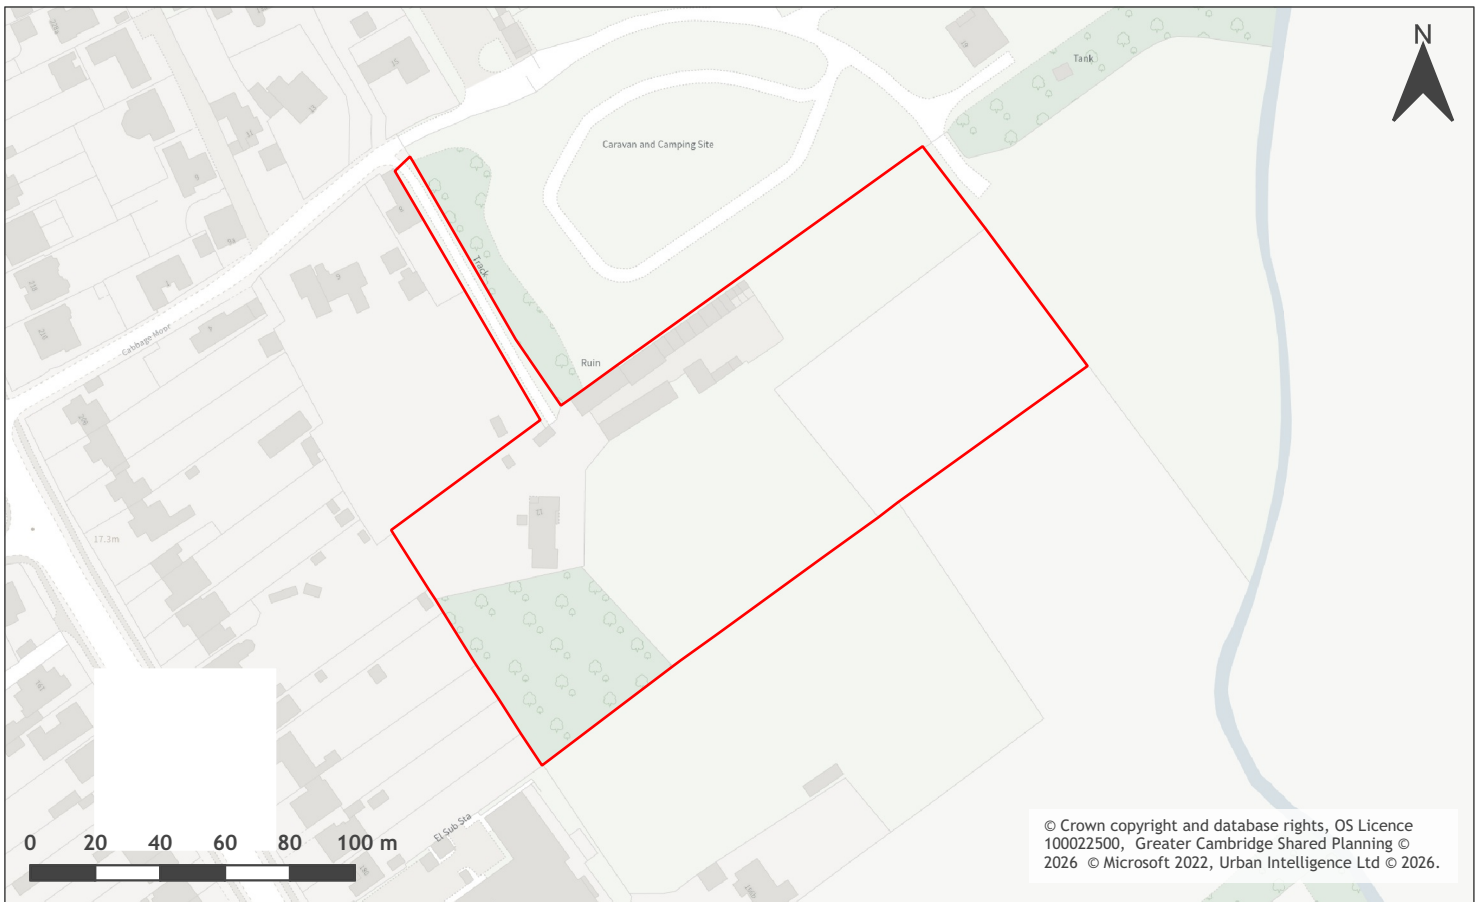 N
Tank
Caravan and Camping Site
Track
Ruin
Cabbage Moor
17.3m
El Sub Sta
0 20 40 60 80 100 m
© Crown copyright and database rights, OS Licence
100022500, Greater Cambridge Shared Planning ©
2026 © Microsoft 2022, Urban Intelligence Ltd © 2026.